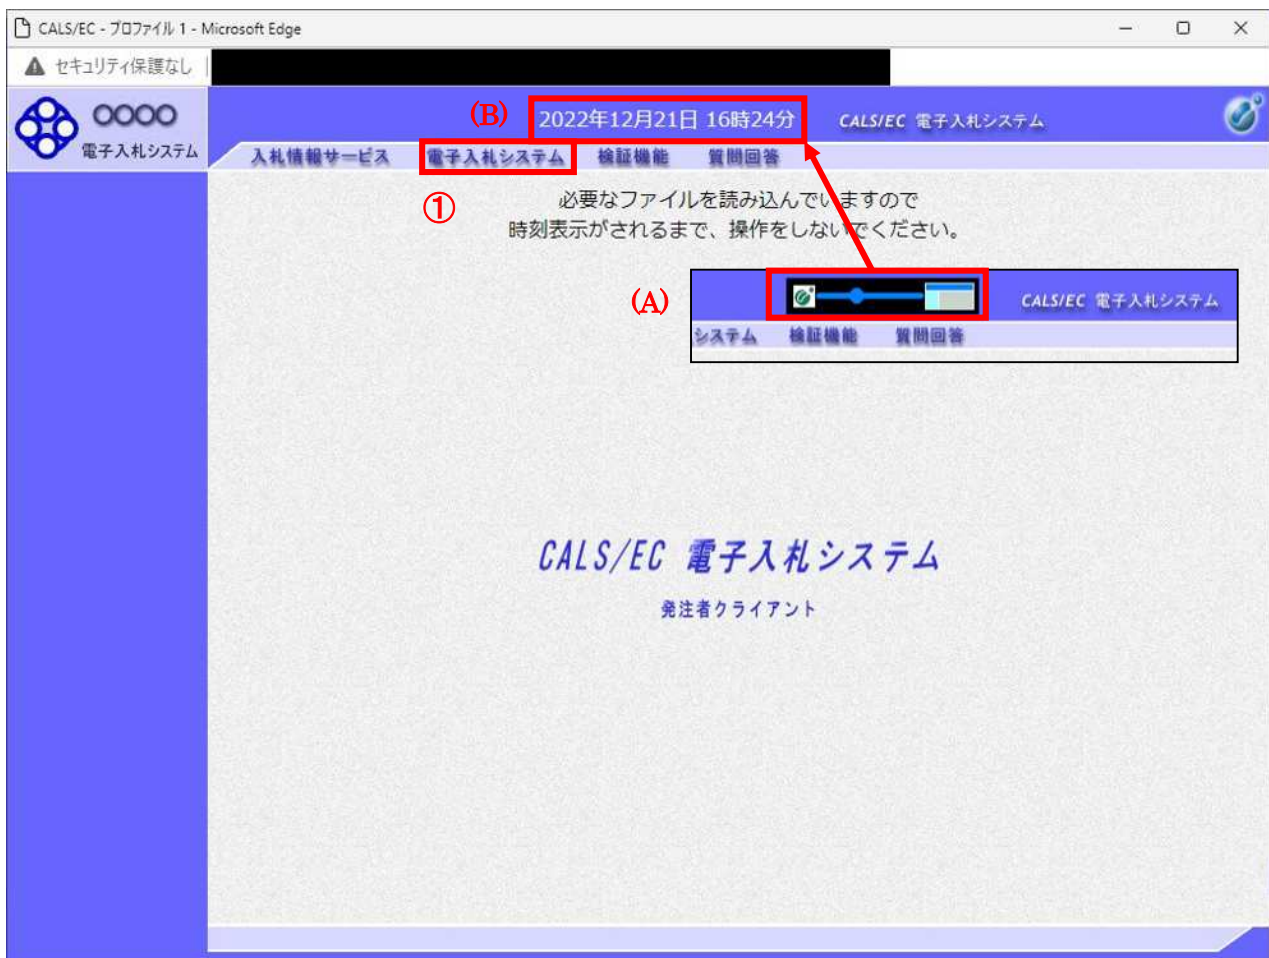 CALS/EC - プロファイル 1 - Microsoft Edge
セキュリティ保護なし
OOOO
電子入札システム
(B)
2022年12月21日 16時24分
CALS/EC 電子入札システム
入札情報サービス 電子入札システム 検証機能 質問回答
①
必要なファイルを読み込んでいますので
時刻表示がされるまで、操作をしないでください。
(A)
CALS/EC 電子入札システム
システム 検証機能 質問回答
CALS/EC 電子入札システム
発注者クライアント